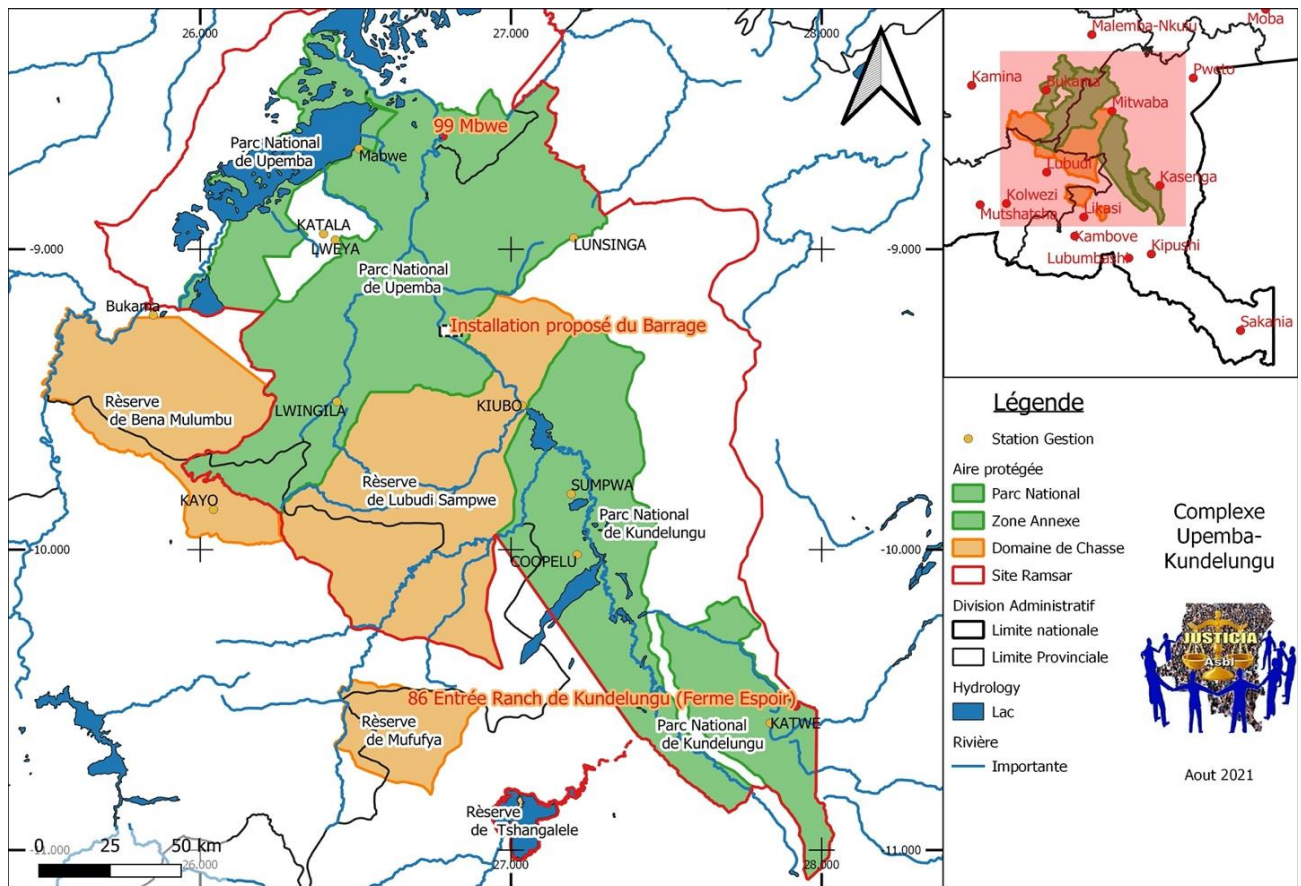 26.000
27.000
28.000
Parc National
de Upemba
99 Mbwe
Mabwe
KATALA
LWEYA
LUNSINGA
-9.000
-9.000
Parc National
de Upemba
Bukama
Installation proposé du Barrage
Rèserve
de Bena Mulumbu
LWINGILA
KIUBO
KAYO
Rèserve
de Lubudi Sampwe
SUMPWA
Parc National
de Kundelungu
-10.000
-10.000
COOPELU
86 Entrée Ranch de Kundelungu (Ferme Espoir)
Rèserve
de Mufufya
Parc National
de Kundelungu
KATWE
Rèserve
de Tshangalele
0 25 50 km
-11.000
-11.000
26.000
27.000
28.000
Malemba-Nkulu
Moba
Kamina
Bukama
Pweto
Mitwaba
Lubudi
Kasenga
Kolwezi
Mutshatsha
Likasi
Kambove
Lubumbashi
Kipushi
Sakania
Légende
Station Gestion
Aire protégée
Parc National
Zone Annexe
Domaine de Chasse
Site Ramsar
Division Administratif
Limite nationale
Limite Provinciale
Hydrology
Lac
Rivière
Importante
Complexe
Upemba-
Kundelungu
JUSTICIA
Asbl
Aout 2021